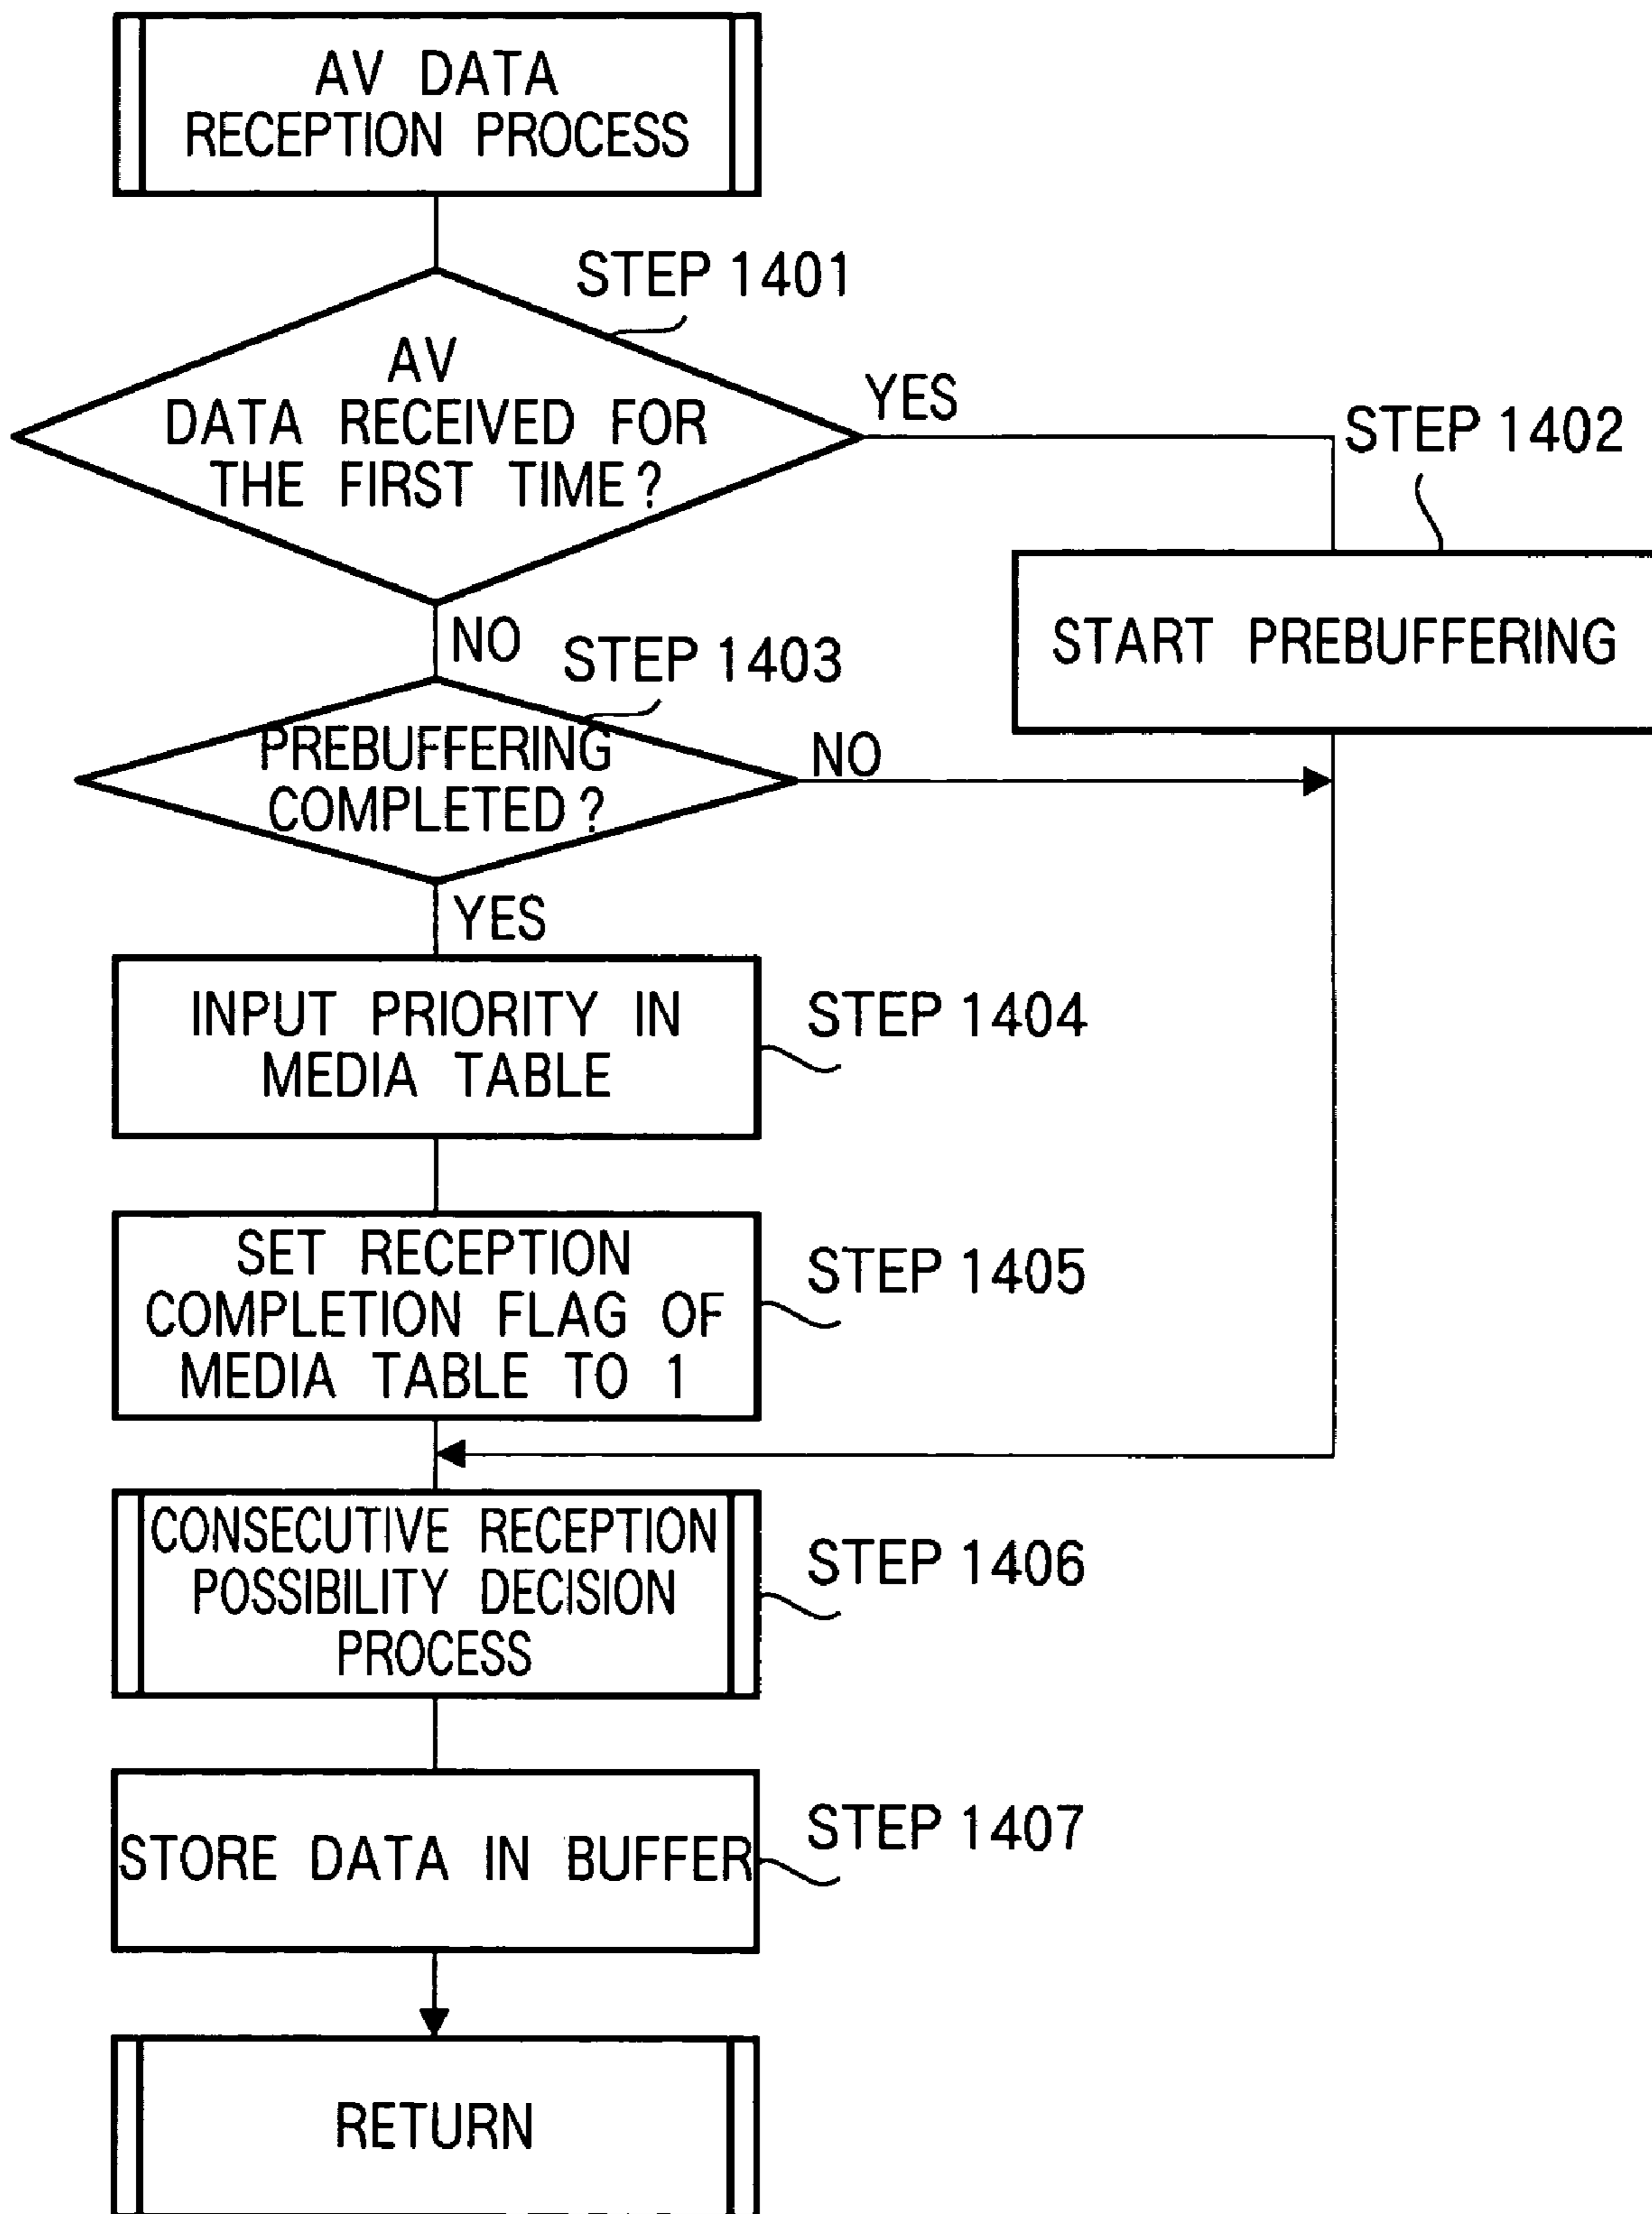 AV DATA
RECEPTION PROCESS
STEP 1401
AV
DATA RECEIVED FOR
THE FIRST TIME?
YES
STEP 1402
START PREBUFFERING
NO
STEP 1403
PREBUFFERING
COMPLETED?
NO
YES
INPUT PRIORITY IN
MEDIA TABLE
STEP 1404
SET RECEPTION
COMPLETION FLAG OF
MEDIA TABLE TO 1
STEP 1405
CONSECUTIVE RECEPTION
POSSIBILITY DECISION
PROCESS
STEP 1406
STORE DATA IN BUFFER
STEP 1407
RETURN